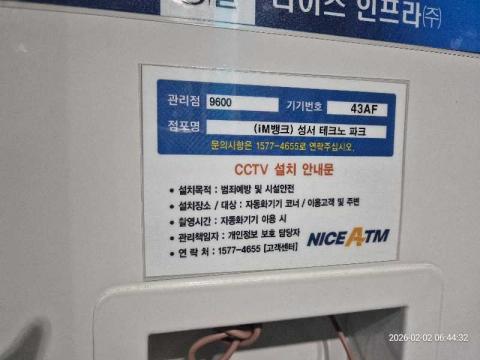 나이스 인프라㈜
관리점 9600 기기번호 43AF
점포명 (iM뱅크) 성서 테크노 파크
문의사항은 1577-4655로 연락주십시오.
CCTV 설치 안내문
• 설치목적 : 범죄예방 및 시설안전
• 설치장소 / 대상 : 자동화기기 코너 / 이용고객 및 주변
• 촬영시간 : 자동화기기 이용 시
• 관리책임자 : 개인정보 보호 담당자
• 연 락 처 : 1577-4655 [고객센터]
NICE ATM
2026-02-02 06:44:32